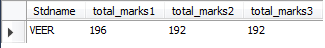 Stdname total_marks1 total_marks2 total_marks3
VEER 196 192 192